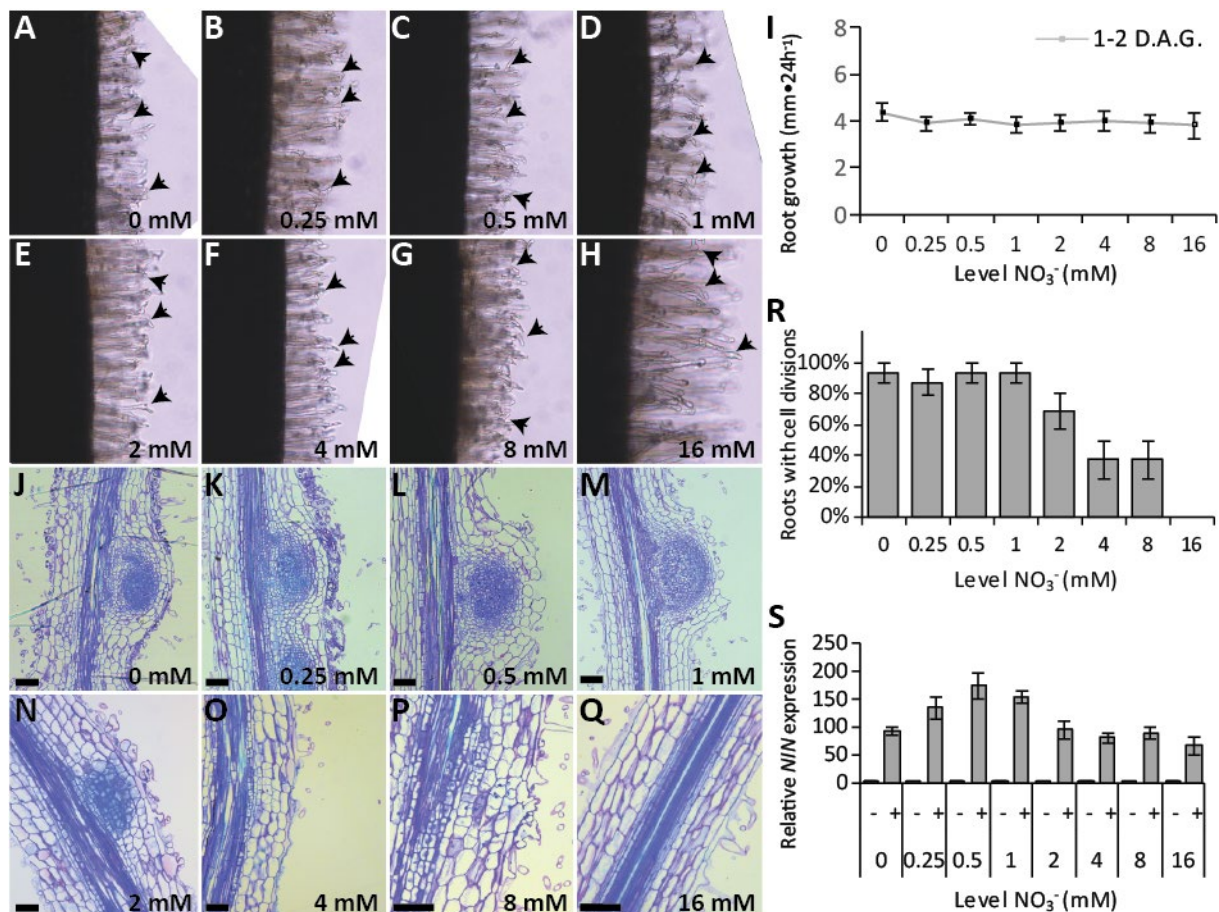 A
0 mM
B
0.25 mM
C
0.5 mM
D
1 mM
E
2 mM
F
4 mM
G
8 mM
H
16 mM
I
1-2 D.A.G.
Root growth (mm•24h⁻¹)
8
6
4
2
0
0 0.25 0.5 1 2 4 8 16
Level NO₃⁻ (mM)
J
0 mM
K
0.25 mM
L
0.5 mM
M
1 mM
N
2 mM
O
4 mM
P
8 mM
Q
16 mM
R
Roots with cell divisions
100%
80%
60%
40%
20%
0%
0 0.25 0.5 1 2 4 8 16
Level NO₃⁻ (mM)
S
Relative NIN expression
250
200
150
100
50
0
- + - + - + - + - + - + - + - +
0 0.25 0.5 1 2 4 8 16
Level NO₃⁻ (mM)